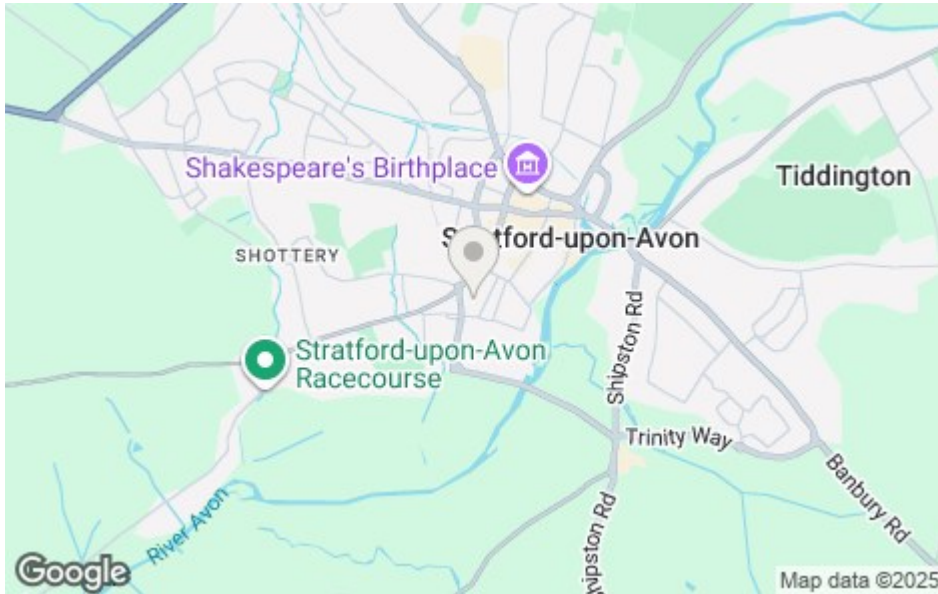 Shakespeare's Birthplace
Tiddington
Stratford-upon-Avon
SHOTTERY
Shipston Rd
Stratford-upon-Avon
Racecourse
Trinity Way
Banbury Rd
River Avon
Shipston Rd
Google
Map data ©2025